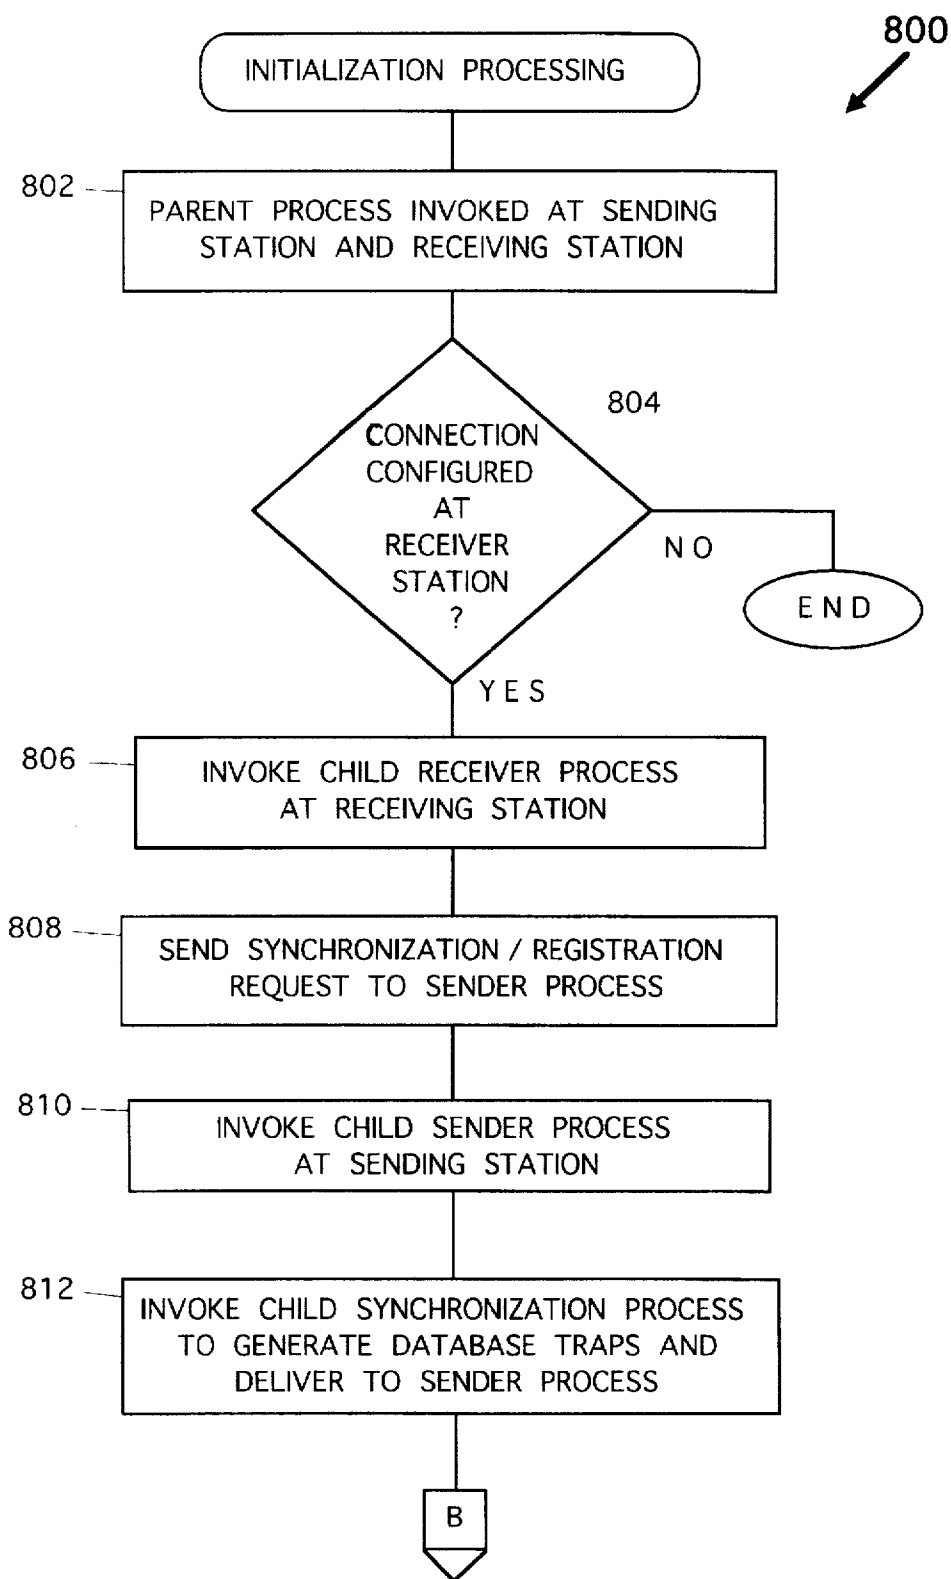 800
INITIALIZATION PROCESSING
802
PARENT PROCESS INVOKED AT SENDING
STATION AND RECEIVING STATION
804
CONNECTION
CONFIGURED
AT
RECEIVER
STATION
?
NO
END
YES
806
INVOKE CHILD RECEIVER PROCESS
AT RECEIVING STATION
808
SEND SYNCHRONIZATION / REGISTRATION
REQUEST TO SENDER PROCESS
810
INVOKE CHILD SENDER PROCESS
AT SENDING STATION
812
INVOKE CHILD SYNCHRONIZATION PROCESS
TO GENERATE DATABASE TRAPS AND
DELIVER TO SENDER PROCESS
B